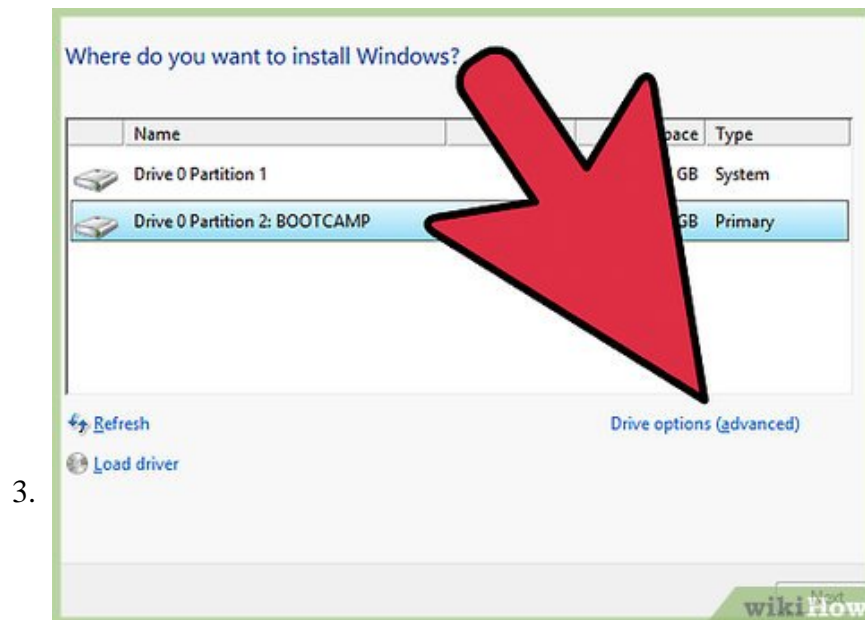 Where do you want to install Windows?
Name pace Type
Drive 0 Partition 1 GB System
Drive 0 Partition 2: BOOTCAMP GB Primary
Refresh Drive options (advanced)
Load driver
3.
Next
wikiHow